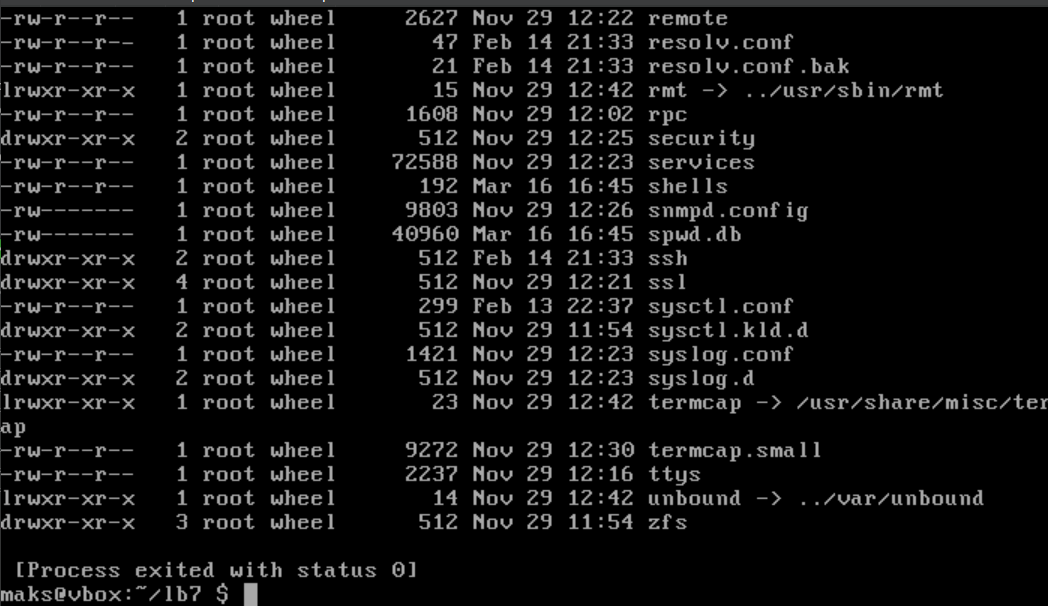 -rw-r--r--   1 root wheel     2627 Nov 29 12:22 remote
-rw-r--r--   1 root wheel       47 Feb 14 21:33 resolv.conf
-rw-r--r--   1 root wheel       21 Feb 14 21:33 resolv.conf.bak
lrwxr-xr-x   1 root wheel       15 Nov 29 12:42 rmt -> ../usr/sbin/rmt
-rw-r--r--   1 root wheel     1608 Nov 29 12:02 rpc
drwxr-xr-x   2 root wheel      512 Nov 29 12:25 security
-rw-r--r--   1 root wheel    72588 Nov 29 12:23 services
-rw-r--r--   1 root wheel      192 Mar 16 16:45 shells
-rw-------   1 root wheel     9803 Nov 29 12:26 snmpd.config
-rw-------   1 root wheel    40960 Mar 16 16:45 spwd.db
drwxr-xr-x   2 root wheel      512 Feb 14 21:33 ssh
drwxr-xr-x   4 root wheel      512 Nov 29 12:21 ssl
-rw-r--r--   1 root wheel      299 Feb 13 22:37 sysctl.conf
drwxr-xr-x   2 root wheel      512 Nov 29 11:54 sysctl.kld.d
-rw-r--r--   1 root wheel     1421 Nov 29 12:23 syslog.conf
drwxr-xr-x   2 root wheel      512 Nov 29 12:23 syslog.d
lrwxr-xr-x   1 root wheel       23 Nov 29 12:42 termcap -> /usr/share/misc/ter
ap
-rw-r--r--   1 root wheel     9272 Nov 29 12:30 termcap.small
-rw-r--r--   1 root wheel     2237 Nov 29 12:16 ttys
lrwxr-xr-x   1 root wheel       14 Nov 29 12:42 unbound -> ../var/unbound
drwxr-xr-x   3 root wheel      512 Nov 29 11:54 zfs
[Process exited with status 0]
maks@vbox:~/lb7 $